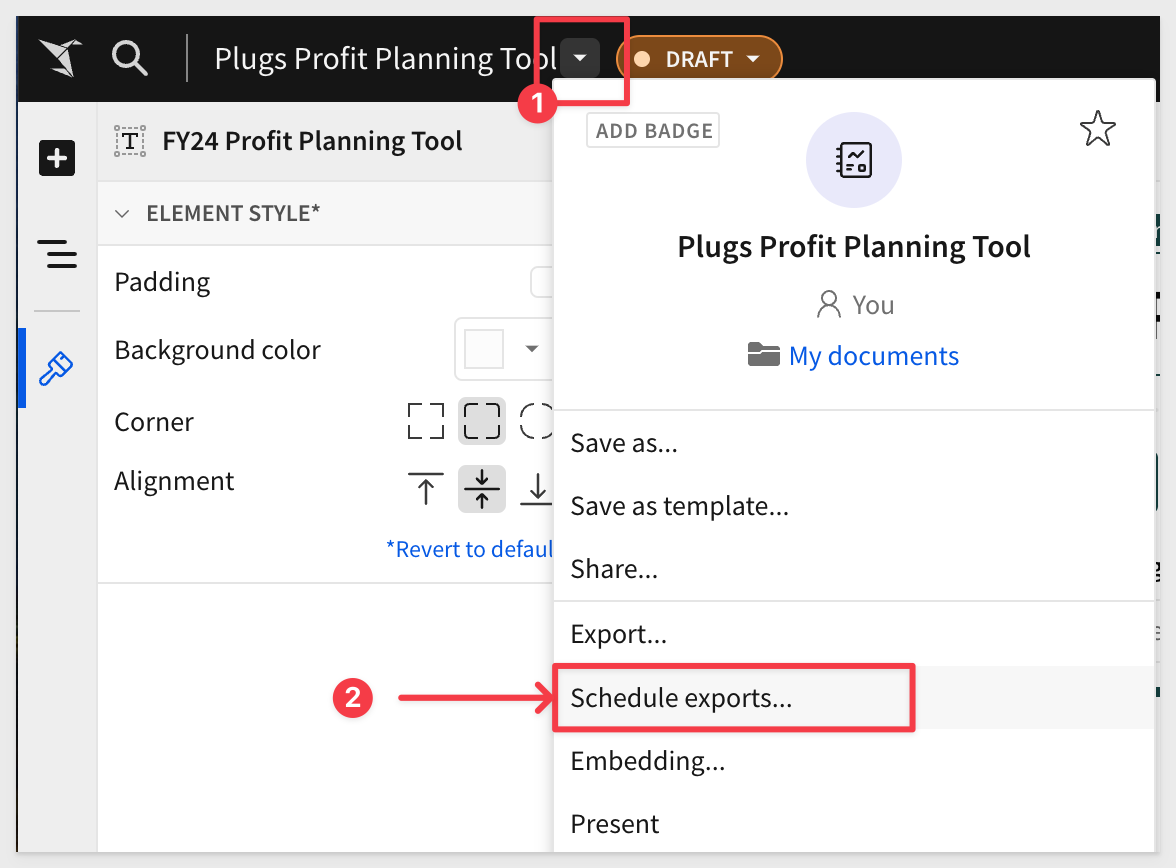 Plugs Profit Planning Tool
DRAFT
1
FY24 Profit Planning Tool
ELEMENT STYLE*
Padding
Background color
Corner
Alignment
*Revert to defaul
ADD BADGE
Plugs Profit Planning Tool
You
My documents
Save as...
Save as template...
Share...
Export...
2
Schedule exports...
Embedding...
Present